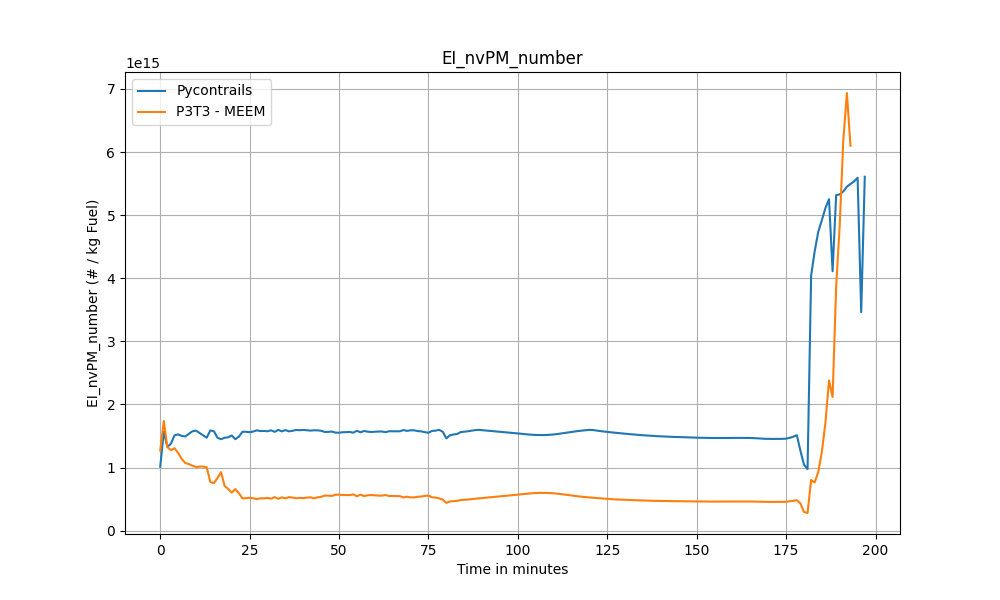 EI_nvPM_number
1e15
Pycontrails
P3T3 - MEEM
7
6
5
4
3
2
1
0
EI_nvPM_number (# / kg Fuel)
0 25 50 75 100 125 150 175 200
Time in minutes